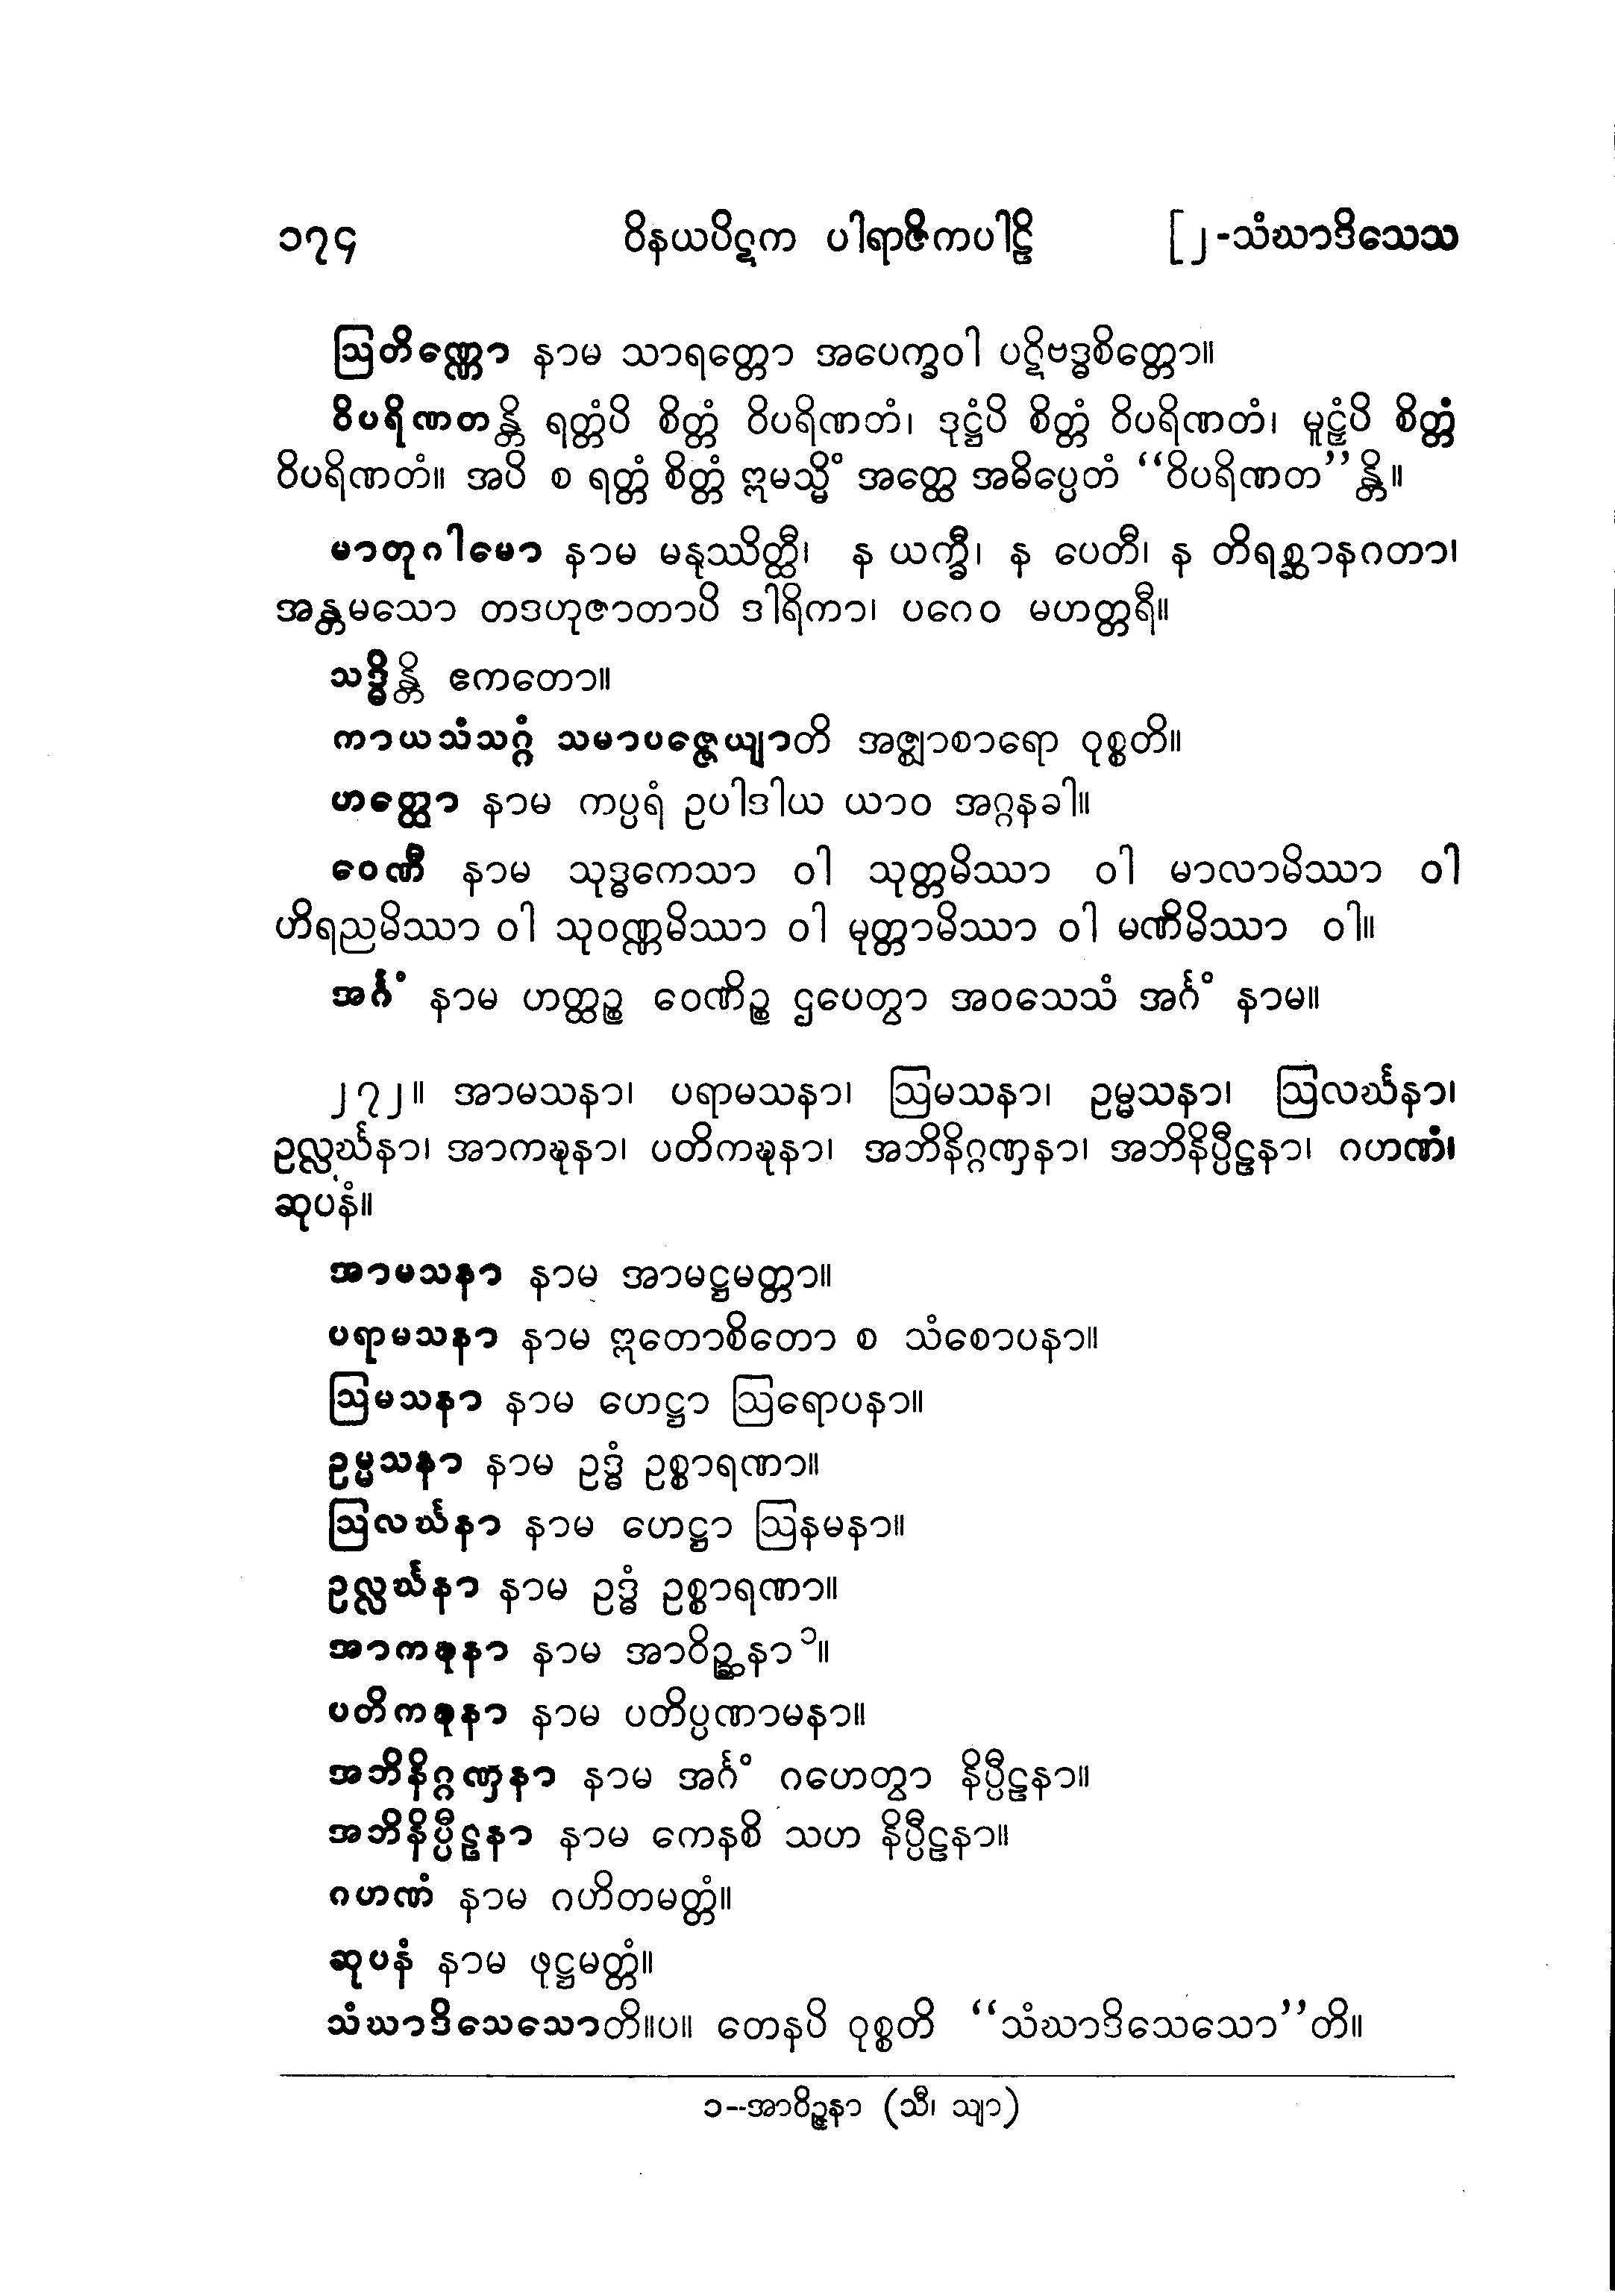 ၁၇၄ ဝိနယပိဋက ပါရာဇိကပါဠိ [၂-သံဃာဒိသေသ
ဩတိဏ္ဏော နာမ သာရတ္တော အပေက္ခဝါ ပဋိဗဒ္ဓစိတ္တော။
ဝိပရိဏတန္တိ ရတ္တံပိ စိတ္တံ ဝိပရိဏတံ၊ ဒုဋ္ဌံပိ စိတ္တံ ဝိပရိဏတံ၊ မူဠှံပိ စိတ္တံ
ဝိပရိဏတံ။ အပိ စ ရတ္တံ စိတ္တံ ဣမသ္မိံ အတ္ထေ အဓိပ္ပေတံ “ဝိပရိဏတ”န္တိ။
မာတုဂါမော နာမ မနုဿိတ္ထီ၊ န ယက္ခီ၊ န ပေတီ၊ န တိရစ္ဆာနဂတာ၊
အန္တမသော တဒဟုဇာတာပိ ဒါရိကာ၊ ပဂေဝ မဟတ္တရီ။
သဒ္ဓိန္တိ ဧကတော။
ကာယသံသဂ္ဂံ သမာပဇ္ဇေယျာတိ အဇ္ဈာစာရော ဝုစ္စတိ။
ဟတ္ထော နာမ ကပ္ပရံ ဥပါဒါယ ယာဝ အဂ္ဂနခါ။
ဝေဏီ နာမ သုဒ္ဓကေသာ ဝါ သုတ္တမိဿာ ဝါ မာလာမိဿာ ဝါ
ဟိရညမိဿာ ဝါ သုဝဏ္ဏမိဿာ ဝါ မုတ္တာမိဿာ ဝါ မဏိမိဿာ ဝါ။
အင်္ဂံ နာမ ဟတ္ထဉ္စ ဝေဏိဉ္စ ဌပေတွာ အဝသေသံ အင်္ဂံ နာမ။
၂၇၂။ အာမသနာ၊ ပရာမသနာ၊ ဩမသနာ၊ ဥမ္မသနာ၊ ဩလင်္ဃနာ၊
ဥလ္လင်္ဃနာ၊ အာကဍ္ဎနာ၊ ပတိကဍ္ဎနာ၊ အဘိနိဂ္ဂဏှနာ၊ အဘိနိပ္ပီဠနာ၊ ဂဟဏံ၊
ဆုပနံ။
အာမသနာ နာမ အာမဋ္ဌမတ္တာ။
ပရာမသနာ နာမ ဣတောစိတော စ သံစောပနာ။
ဩမသနာ နာမ ဟေဋ္ဌာ ဩရောပနာ။
ဥမ္မသနာ နာမ ဥဒ္ဓံ ဥစ္စာရဏာ။
ဩလင်္ဃနာ နာမ ဟေဋ္ဌာ ဩနမနာ။
ဥလ္လင်္ဃနာ နာမ ဥဒ္ဓံ ဥစ္စာရဏာ။
အာကဍ္ဎနာ နာမ အာဝိဉ္ဆနာ၁။
ပတိကဍ္ဎနာ နာမ ပတိပ္ပဏာမနာ။
အဘိနိဂ္ဂဏှနာ နာမ အင်္ဂံ ဂဟေတွာ နိပ္ပီဠနာ။
အဘိနိပ္ပီဠနာ နာမ ကေနစိ သဟ နိပ္ပီဠနာ။
ဂဟဏံ နာမ ဂဟိတမတ္တံ။
ဆုပနံ နာမ ဖုဋ္ဌမတ္တံ။
သံဃာဒိသေသောတိ။ပ။ တေနပိ ဝုစ္စတိ “သံဃာဒိသေသော”တိ။
၁--အာဝိဉ္ဇနာ (သီ၊ သျာ)